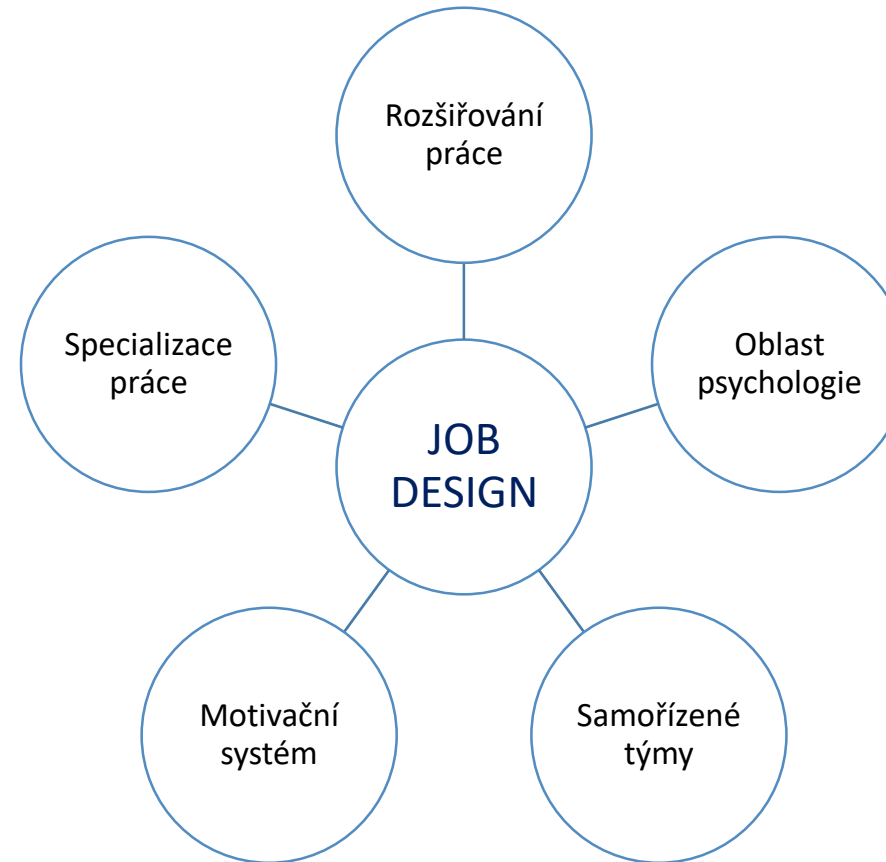 Rozšiřování
práce
Specializace
práce
Oblast
psychologie
JOB
DESIGN
Motivační
systém
Samořízené
týmy